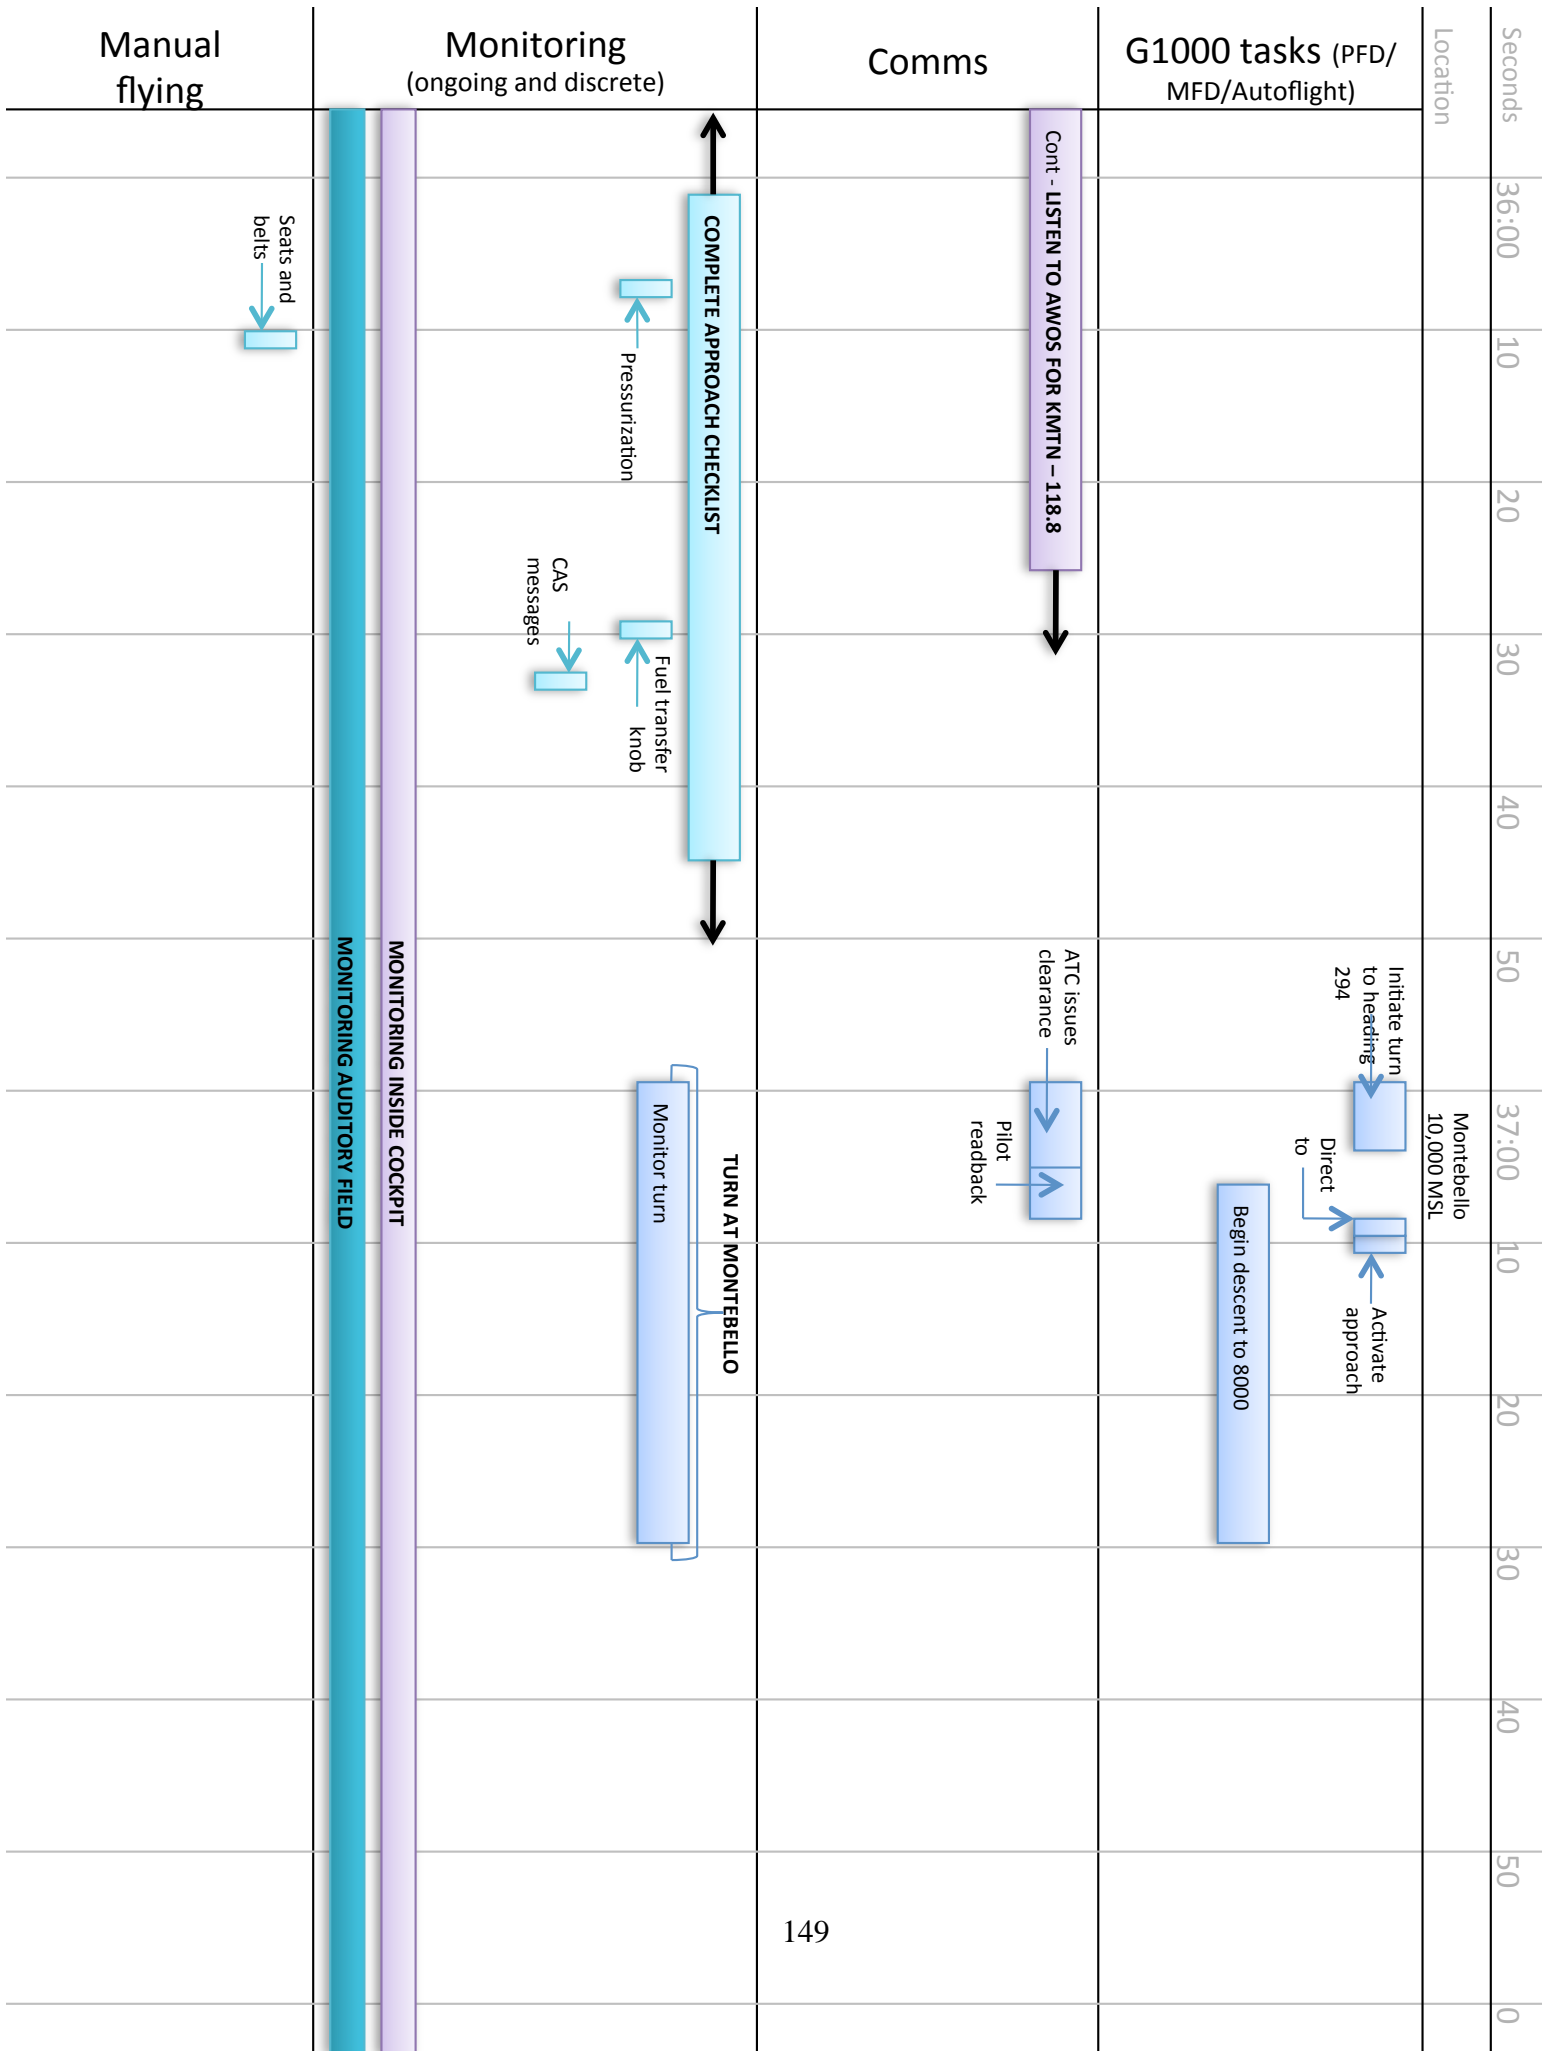 Manual
flying
Monitoring
(ongoing and discrete)
Comms
G1000 tasks (PFD/
MFD/Autoflight)
Location
Seconds
36:00
10
20
30
40
50
37:00
10
20
30
40
50
0
Montebello
10,000 MSL
Initiate turn
to heading
294
Direct
to
Activate
approach
Begin descent to 8000
Cont - LISTEN TO AWOS FOR KMTN – 118.8
ATC issues
clearance
Pilot
readback
COMPLETE APPROACH CHECKLIST
Pressurization
Fuel transfer
knob
CAS
messages
TURN AT MONTEBELLO
Monitor turn
MONITORING INSIDE COCKPIT
MONITORING AUDITORY FIELD
Seats and
belts
149